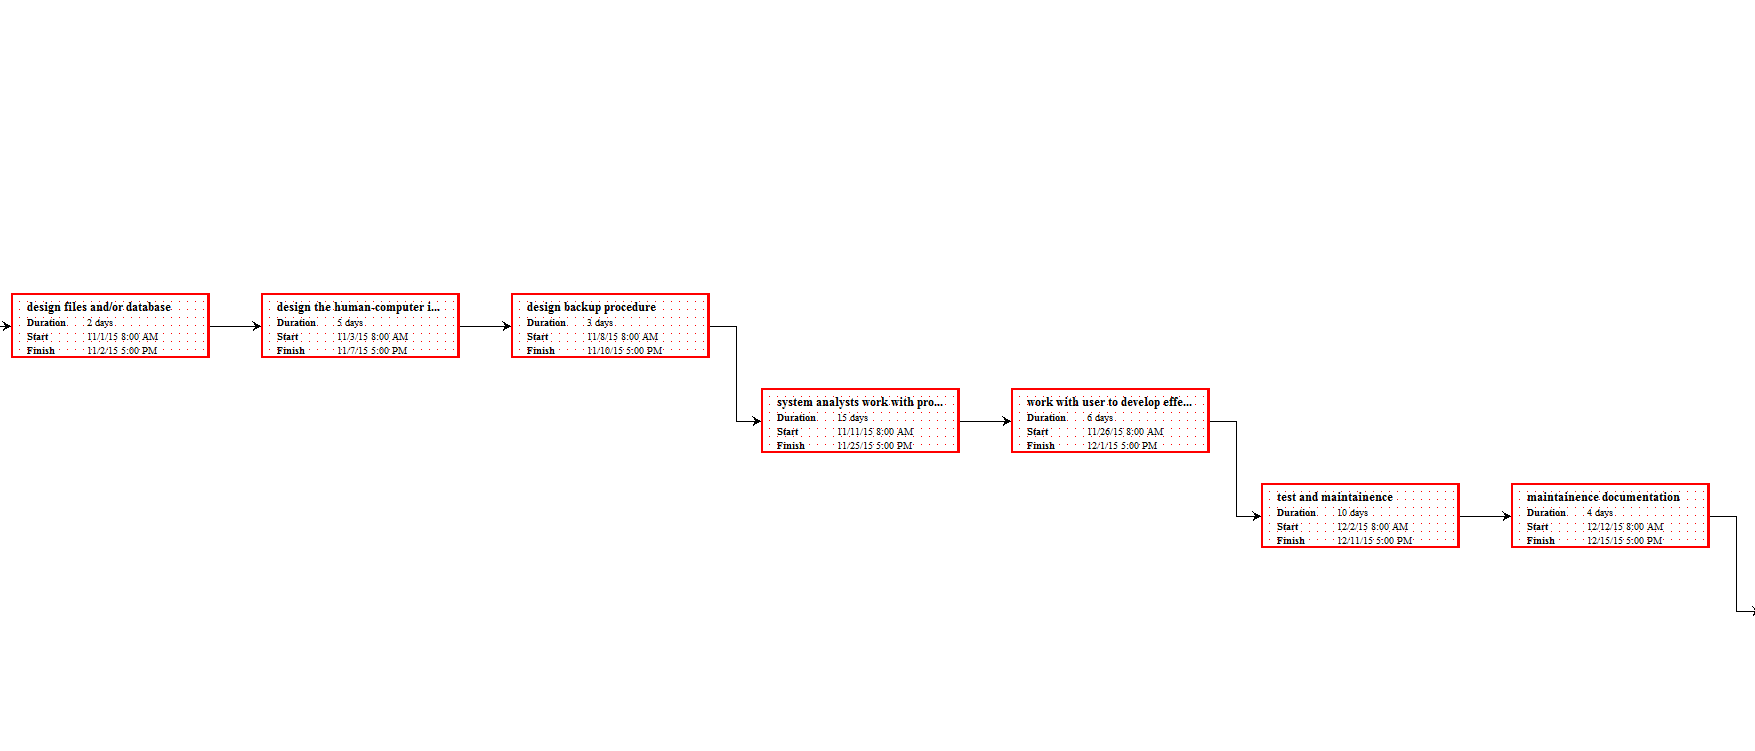 design files and/or database
Duration 2 days
Start 11/1/15 8:00 AM
Finish 11/2/15 5:00 PM
design the human-computer i...
Duration 5 days
Start 11/3/15 8:00 AM
Finish 11/7/15 5:00 PM
design backup procedure
Duration 3 days
Start 11/8/15 8:00 AM
Finish 11/10/15 5:00 PM
system analysts work with pro...
Duration 15 days
Start 11/11/15 8:00 AM
Finish 11/25/15 5:00 PM
work with user to develop effe...
Duration 6 days
Start 11/26/15 8:00 AM
Finish 12/1/15 5:00 PM
test and maintainence
Duration 10 days
Start 12/2/15 8:00 AM
Finish 12/11/15 5:00 PM
maintainence documentation
Duration 4 days
Start 12/12/15 8:00 AM
Finish 12/15/15 5:00 PM